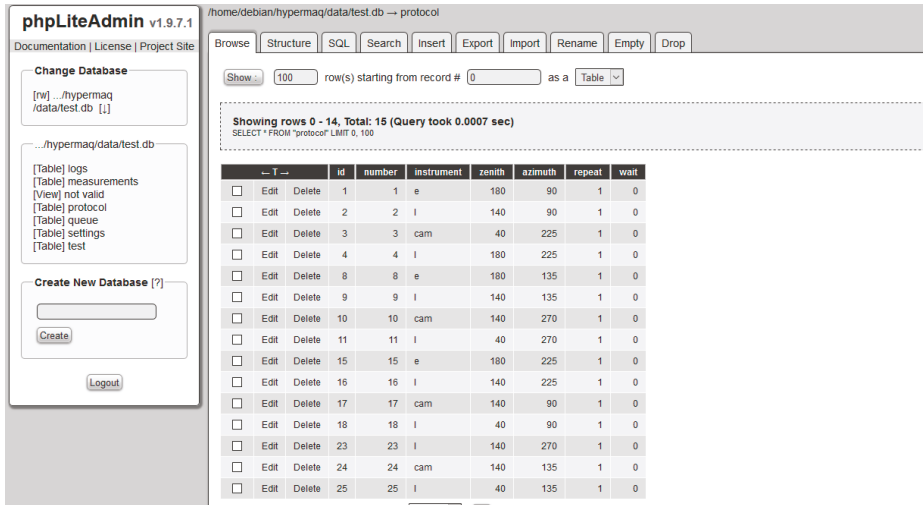 phpLiteAdmin v1.9.7.1
Documentation | License | Project Site
Change Database
[rw] .../hypermaq
/data/test.db [↓]
.../hypermaq/data/test.db
[Table] logs
[Table] measurements
[View] not valid
[Table] protocol
[Table] queue
[Table] settings
[Table] test
Create New Database [?]
Create
Logout
/home/debian/hypermaq/data/test.db → protocol
Browse Structure SQL Search Insert Export Import Rename Empty Drop
Show : 100 row(s) starting from record # 0 as a Table
Showing rows 0 - 14, Total: 15 (Query took 0.0007 sec)
SELECT * FROM "protocol" LIMIT 0, 100
← T → id number instrument zenith azimuth repeat wait
Edit Delete 1 1 e 180 90 1 0
Edit Delete 2 2 l 140 90 1 0
Edit Delete 3 3 cam 40 225 1 0
Edit Delete 4 4 l 180 225 1 0
Edit Delete 8 8 e 180 135 1 0
Edit Delete 9 9 l 140 135 1 0
Edit Delete 10 10 cam 140 270 1 0
Edit Delete 11 11 l 40 270 1 0
Edit Delete 15 15 e 180 225 1 0
Edit Delete 16 16 l 140 225 1 0
Edit Delete 17 17 cam 140 90 1 0
Edit Delete 18 18 l 40 90 1 0
Edit Delete 23 23 l 140 270 1 0
Edit Delete 24 24 cam 140 135 1 0
Edit Delete 25 25 l 40 135 1 0